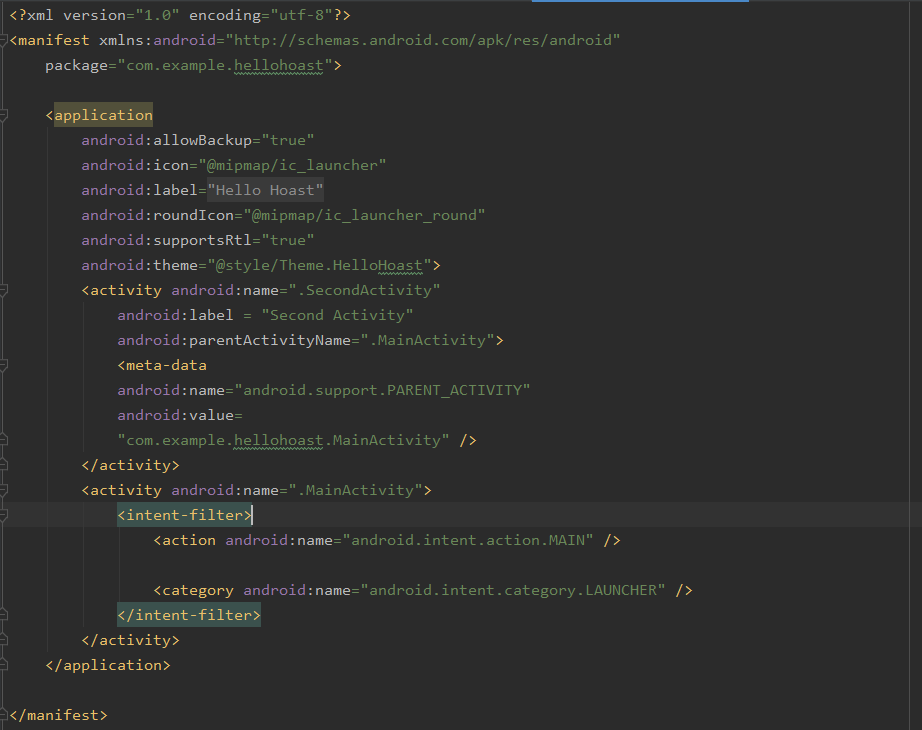 <?xml version="1.0" encoding="utf-8"?>
<manifest xmlns:android="http://schemas.android.com/apk/res/android"
    package="com.example.hellohoast">

    <application
        android:allowBackup="true"
        android:icon="@mipmap/ic_launcher"
        android:label="Hello Hoast"
        android:roundIcon="@mipmap/ic_launcher_round"
        android:supportsRtl="true"
        android:theme="@style/Theme.HelloHoast">
        <activity android:name=".SecondActivity"
            android:label = "Second Activity"
            android:parentActivityName=".MainActivity">
            <meta-data
            android:name="android.support.PARENT_ACTIVITY"
            android:value=
            "com.example.hellohoast.MainActivity" />
        </activity>
        <activity android:name=".MainActivity">
            <intent-filter>
                <action android:name="android.intent.action.MAIN" />

                <category android:name="android.intent.category.LAUNCHER" />
            </intent-filter>
        </activity>
    </application>

</manifest>